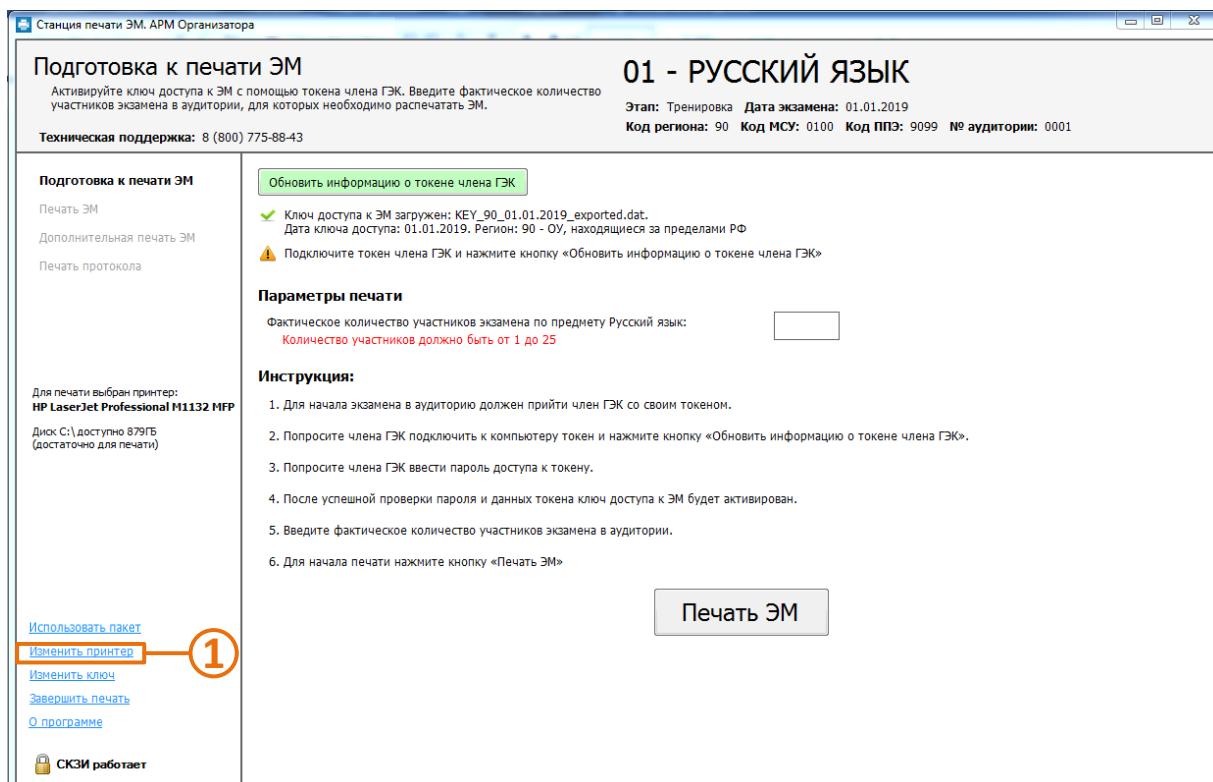 Станция печати ЭМ. АРМ Организатора
Подготовка к печати ЭМ
Активируйте ключ доступа к ЭМ с помощью токена члена ГЭК. Введите фактическое количество
участников экзамена в аудитории, для которых необходимо распечатать ЭМ.
Техническая поддержка: 8 (800) 775-88-43
01 - РУССКИЙ ЯЗЫК
Этап: Тренировка Дата экзамена: 01.01.2019
Код региона: 90 Код МСУ: 0100 Код ППЭ: 9099 № аудитории: 0001
Подготовка к печати ЭМ
Печать ЭМ
Дополнительная печать ЭМ
Печать протокола
Для печати выбран принтер:
HP LaserJet Professional M1132 MFP
Диск C:\ доступно 879ГБ
(достаточно для печати)
Использовать пакет
Изменить принтер
1
Изменить ключ
Завершить печать
О программе
СКЗИ работает
Обновить информацию о токене члена ГЭК
Ключ доступа к ЭМ загружен: KEY_90_01.01.2019_exported.dat.
Дата ключа доступа: 01.01.2019. Регион: 90 - ОУ, находящиеся за пределами РФ
Подключите токен члена ГЭК и нажмите кнопку «Обновить информацию о токене члена ГЭК»
Параметры печати
Фактическое количество участников экзамена по предмету Русский язык:
Количество участников должно быть от 1 до 25
Инструкция:
1. Для начала экзамена в аудиторию должен прийти член ГЭК со своим токеном.
2. Попросите члена ГЭК подключить к компьютеру токен и нажмите кнопку «Обновить информацию о токене члена ГЭК».
3. Попросите члена ГЭК ввести пароль доступа к токену.
4. После успешной проверки пароля и данных токена ключ доступа к ЭМ будет активирован.
5. Введите фактическое количество участников экзамена в аудитории.
6. Для начала печати нажмите кнопку «Печать ЭМ»
Печать ЭМ